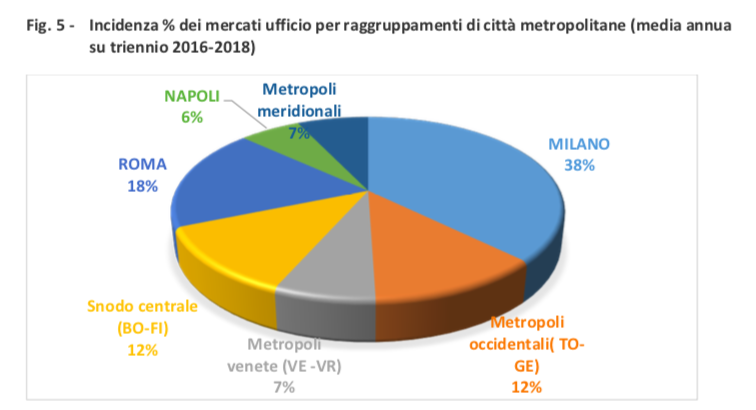 Fig. 5 - Incidenza % dei mercati ufficio per raggruppamenti di città metropolitane (media annua
su triennio 2016-2018)
Metropoli
meridionali
7%
NAPOLI
6%
MILANO
38%
ROMA
18%
Snodo centrale
(BO-FI)
12%
Metropoli
venete (VE -VR)
7%
Metropoli
occidentali( TO-
GE)
12%